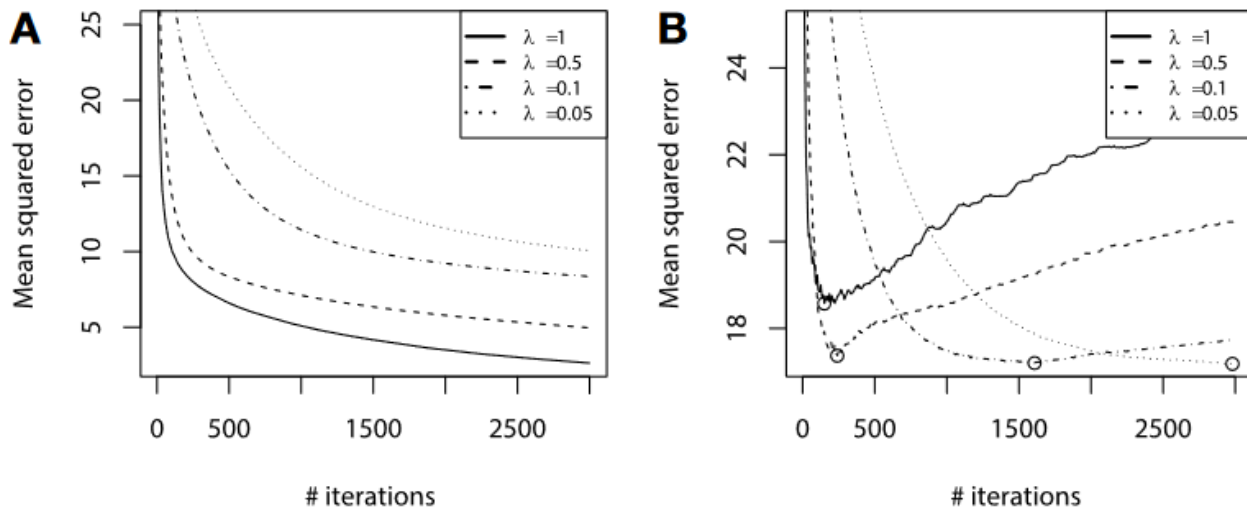 A
Mean squared error
25
20
15
10
5
λ =1
λ =0.5
λ =0.1
λ =0.05
0 500 1500 2500
# iterations
B
Mean squared error
24
22
20
18
λ =1
λ =0.5
λ =0.1
λ =0.05
0 500 1500 2500
# iterations